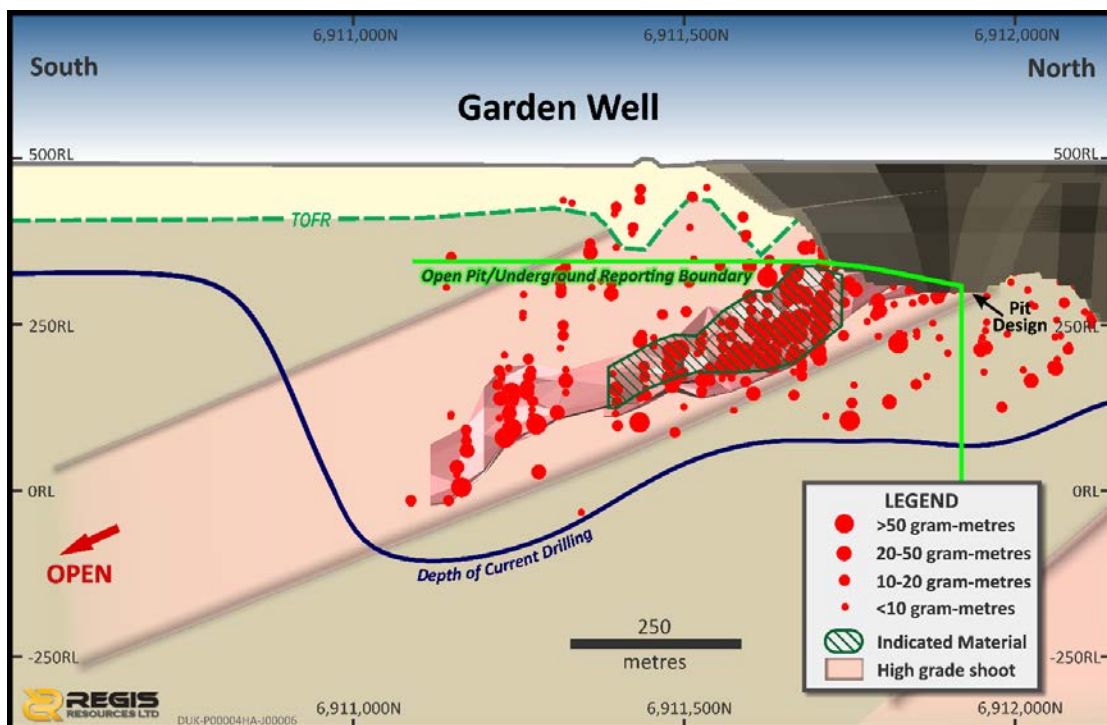 6,911,000N
6,911,500N
6,912,000N
South
North
Garden Well
500RL
500RL
TOFR
Open Pit/Underground Reporting Boundary
250RL
Pit
Design
250RL
0RL
0RL
OPEN
Depth of Current Drilling
LEGEND
>50 gram-metres
20-50 gram-metres
10-20 gram-metres
<10 gram-metres
Indicated Material
High grade shoot
250
metres
-250RL
-250RL
REGIS
RESOURCES LTD
DUX-P00004HA-J00006
6,911,000N
6,911,500N
6,912,000N